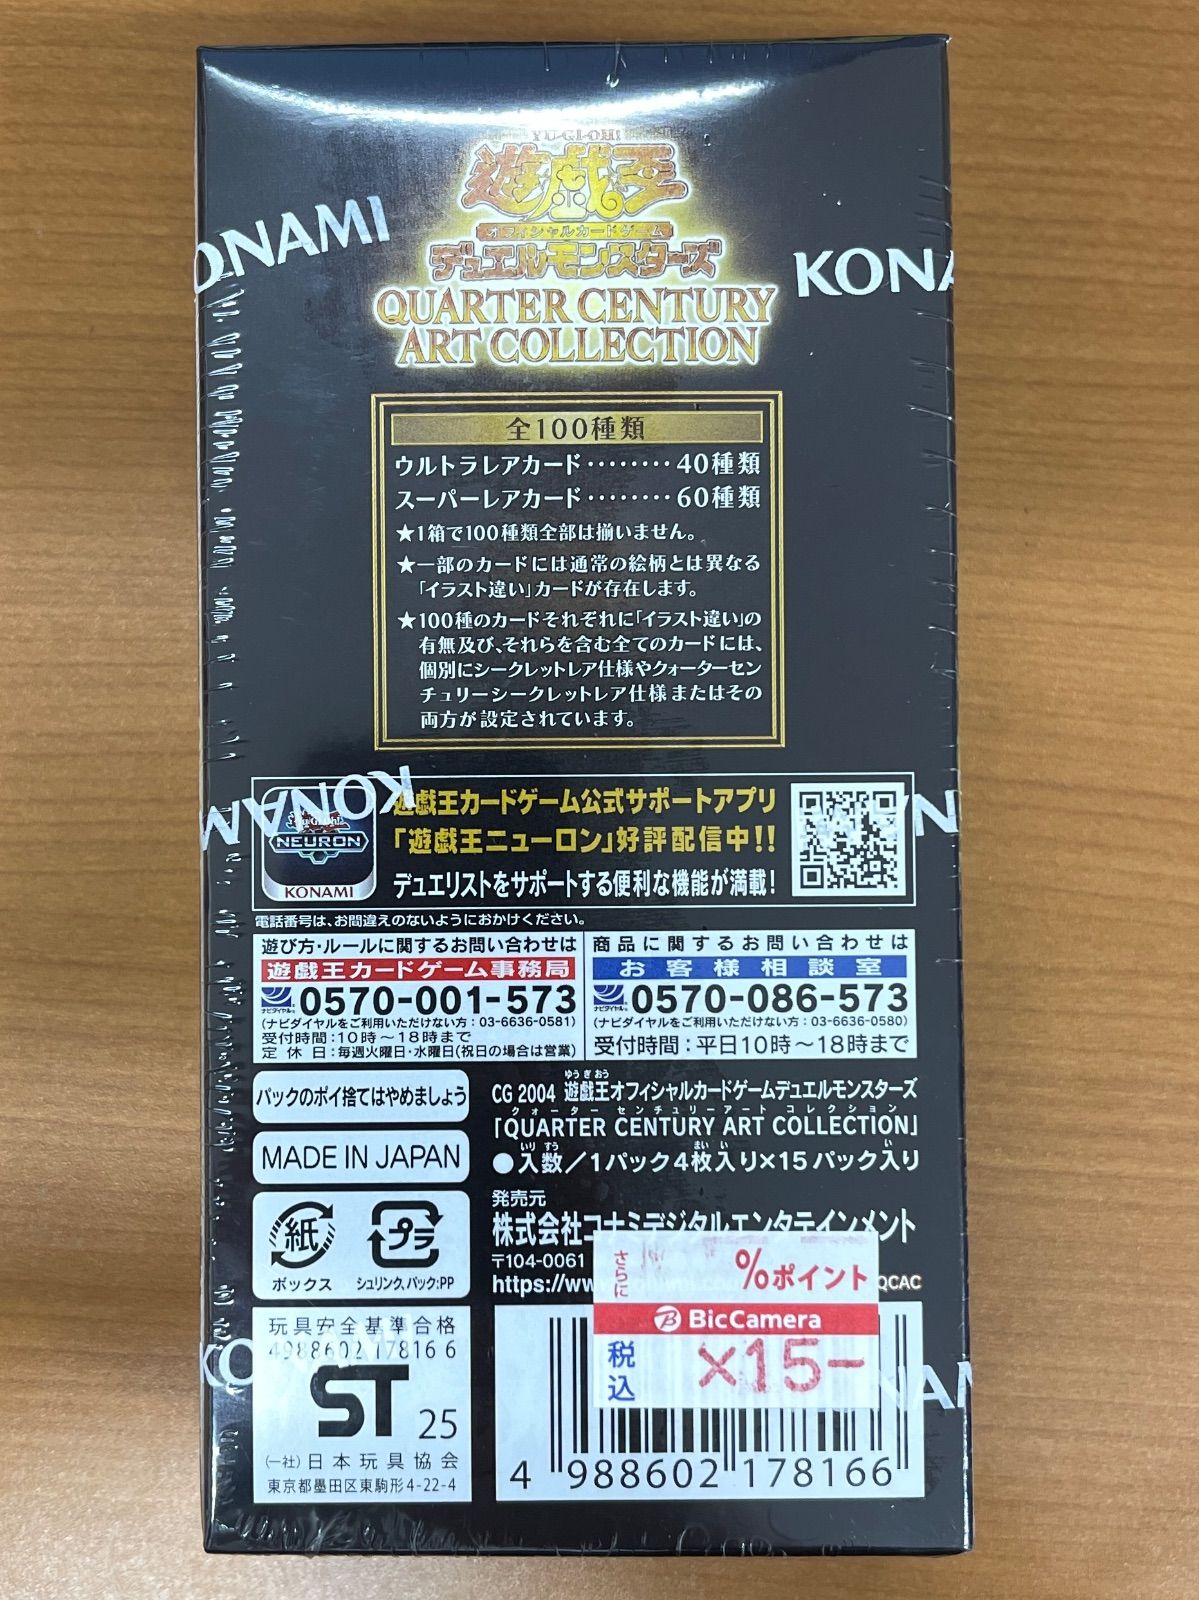 YU-GI-OH!
遊戯王
オフィシャルカードゲーム
デュエルモンスターズ
QUARTER CENTURY
ART COLLECTION
KONAMI
KONA
全100種類
ウルトラレアカード‥‥‥‥40種類
スーパーレアカード‥‥‥‥60種類
★1箱で100種類全部は揃いません。
★一部のカードには通常の絵柄とは異なる
「イラスト違い」カードが存在します。
★100種のカードそれぞれに「イラスト違い」の
有無及び、それらを含む全てのカードには、
個別にシークレットレア仕様やクォーターセン
チュリーシークレットレア仕様またはその
両方が設定されています。
KONAMI
NEURON
KONAMI
遊戯王カードゲーム公式サポートアプリ
「遊戯王ニューロン」好評配信中!!
デュエリストをサポートする便利な機能が満載!
電話番号は、お間違えのないようにおかけください。
遊び方・ルールに関するお問い合わせは
遊戯王カードゲーム事務局
ナビダイヤル
0570-001-573
(ナビダイヤルをご利用いただけない方:03-6636-0581)
受付時間:10時～18時まで
定休日:毎週火曜日・水曜日(祝日の場合は営業)
商品に関するお問い合わせは
お客様相談室
ナビダイヤル
0570-086-573
(ナビダイヤルをご利用いただけない方:03-6636-0580)
受付時間:平日10時～18時まで
パックのポイ捨てはやめましょう
MADE IN JAPAN
紙
ボックス
プラ
シュリンク,パック:PP
CG 2004 遊戯王オフィシャルカードゲームデュエルモンスターズ
「QUARTER CENTURY ART COLLECTION」
●入数/1パック4枚入り×15パック入り
発売元
株式会社コナミデジタルエンタテインメント
〒104-0061
https://ww
QCAC
さらに
%ポイント
BicCamera
税込
×15-
玩具安全基準合格
4988602 17816 6
ST
25
(一社)日本玩具協会
東京都墨田区東駒形4-22-4
4 988602 178166